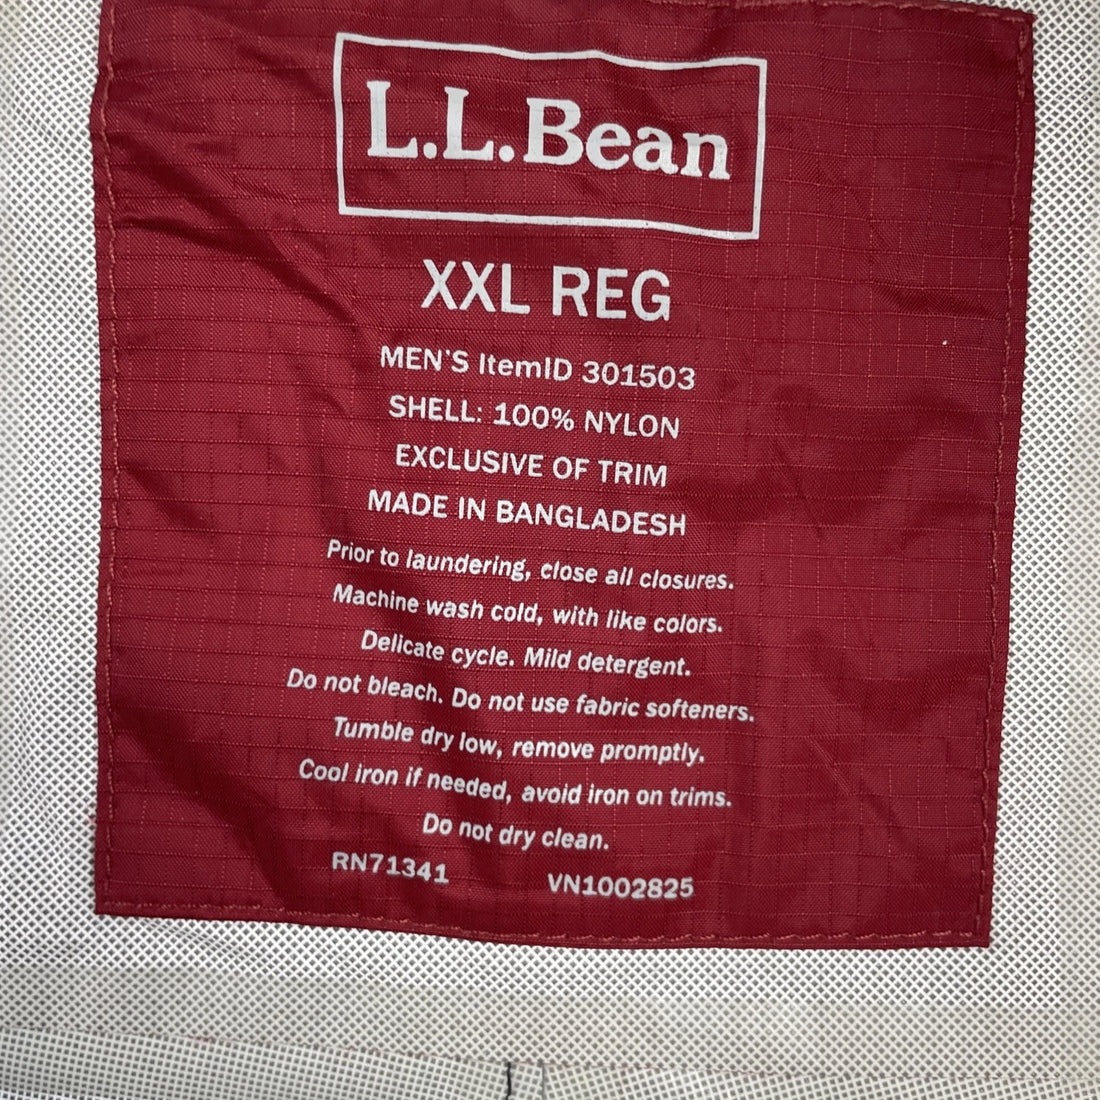 L.L.Bean
XXL REG
MEN'S ItemID 301503
SHELL: 100% NYLON
EXCLUSIVE OF TRIM
MADE IN BANGLADESH
Prior to laundering, close all closures.
Machine wash cold, with like colors.
Delicate cycle. Mild detergent.
Do not bleach. Do not use fabric softeners.
Tumble dry low, remove promptly.
Cool iron if needed, avoid iron on trims.
Do not dry clean.
RN71341 VN1002825